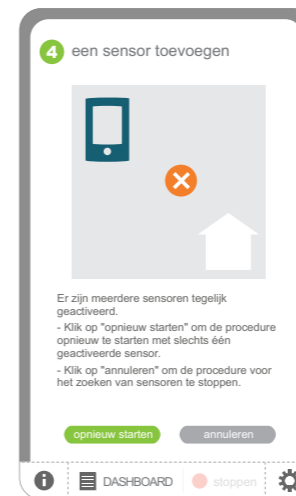 4 een sensor toevoegen
Er zijn meerdere sensoren tegelijk
geactiveerd.
- Klik op "opnieuw starten" om de procedure
opnieuw te starten met slechts één
geactiveerde sensor.
- Klik op "annuleren" om de procedure voor
het zoeken van sensoren te stoppen.
opnieuw starten annuleren
i DASHBOARD stoppen